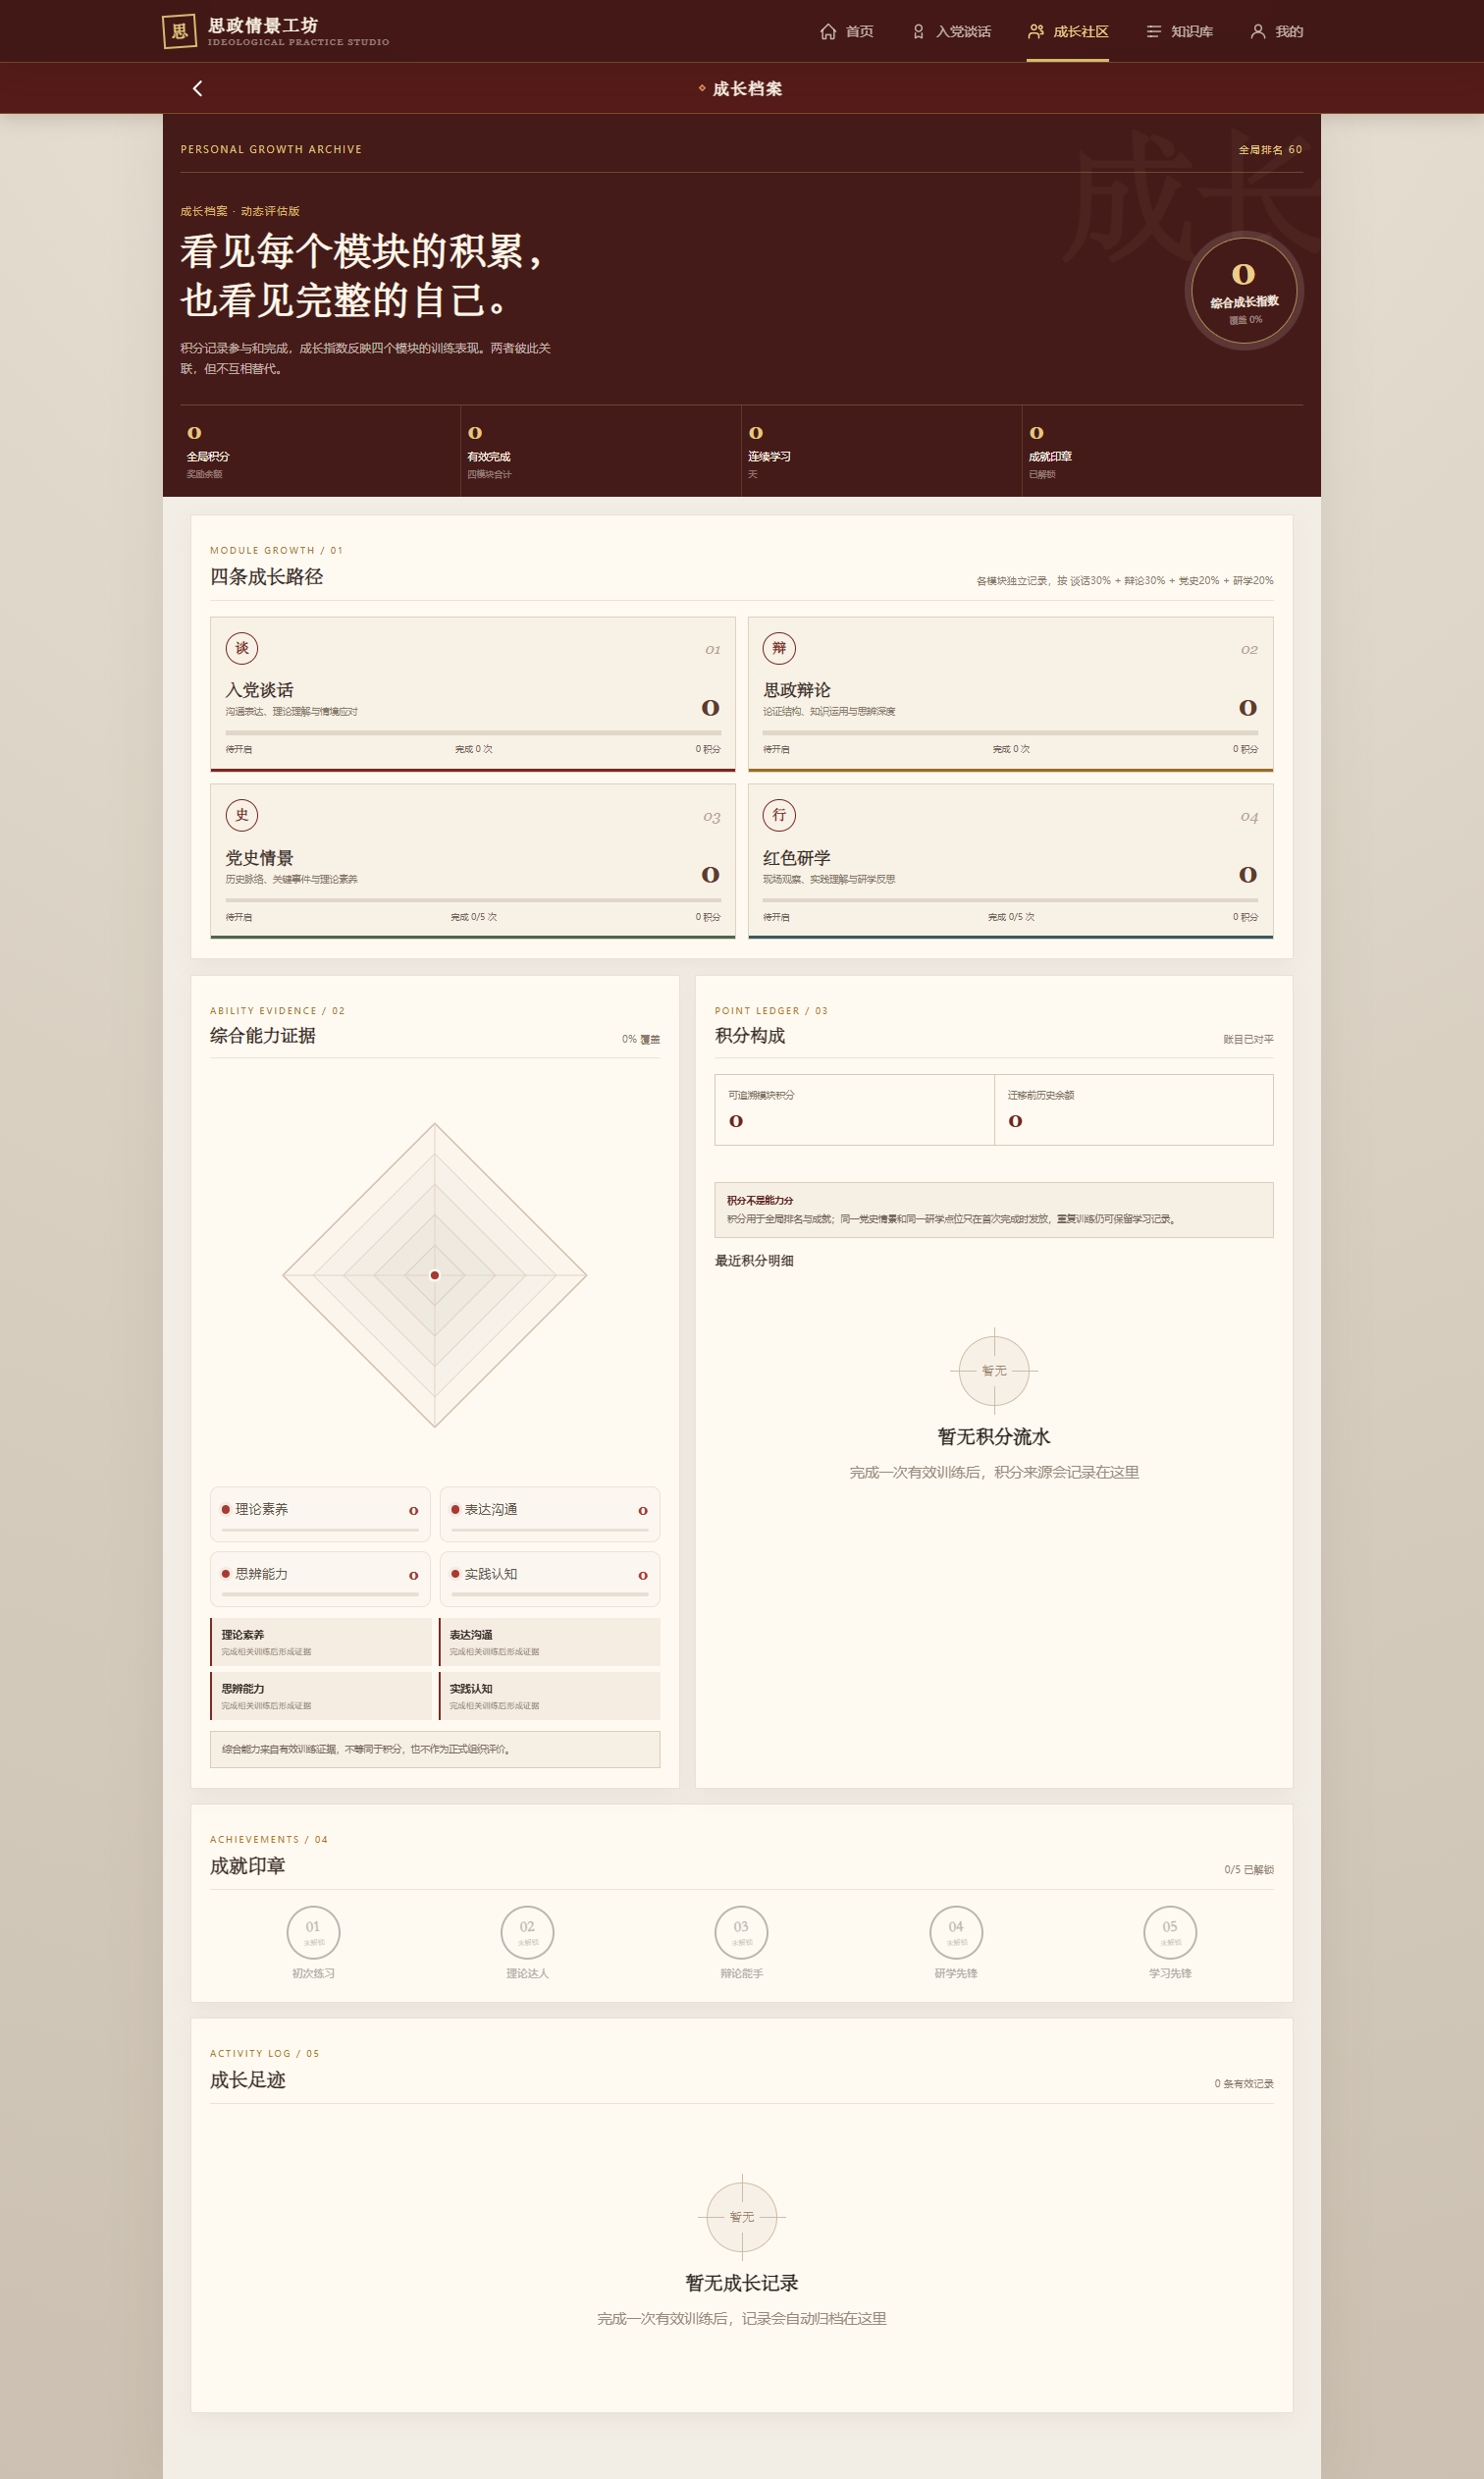 思
思政情景工坊
IDEOLOGICAL PRACTICE STUDIO
首页
入党谈话
成长社区
知识库
我的
成长档案
成长
PERSONAL GROWTH ARCHIVE
全局排名 60
成长档案 · 动态评估版
看见每个模块的积累，
也看见完整的自己。
积分记录参与和完成，成长指数反映四个模块的训练表现。两者彼此关
联，但不互相替代。
0
综合成长指数
覆盖 0%
0
全局积分
奖励余额
0
有效完成
四模块合计
0
连续学习
天
0
成就印章
已解锁
MODULE GROWTH / 01
四条成长路径
各模块独立记录，按 谈话30% + 辩论30% + 党史20% + 研学20%
谈
01
入党谈话
沟通表达、理论理解与情境应对
0
待开启
完成 0 次
0 积分
辩
02
思政辩论
论证结构、知识运用与思辨深度
0
待开启
完成 0 次
0 积分
史
03
党史情景
历史脉络、关键事件与理论素养
0
待开启
完成 0/5 次
0 积分
行
04
红色研学
现场观察、实践理解与研学反思
0
待开启
完成 0/5 次
0 积分
ABILITY EVIDENCE / 02
综合能力证据
0% 覆盖
理论素养
0
表达沟通
0
思辨能力
0
实践认知
0
理论素养
完成相关训练后形成证据
表达沟通
完成相关训练后形成证据
思辨能力
完成相关训练后形成证据
实践认知
完成相关训练后形成证据
综合能力来自有效训练证据，不等同于积分，也不作为正式组织评价。
POINT LEDGER / 03
积分构成
账目已对平
可追溯模块积分
0
迁移前历史余额
0
积分不是能力分
积分用于全局排名与成就；同一党史情景和同一研学点位只在首次完成时发放，重复训练仍可保留学习记录。
最近积分明细
暂无
暂无积分流水
完成一次有效训练后，积分来源会记录在这里
ACHIEVEMENTS / 04
成就印章
0/5 已解锁
01
未解锁
初次练习
02
未解锁
理论达人
03
未解锁
辩论能手
04
未解锁
研学先锋
05
未解锁
学习先锋
ACTIVITY LOG / 05
成长足迹
0 条有效记录
暂无
暂无成长记录
完成一次有效训练后，记录会自动归档在这里